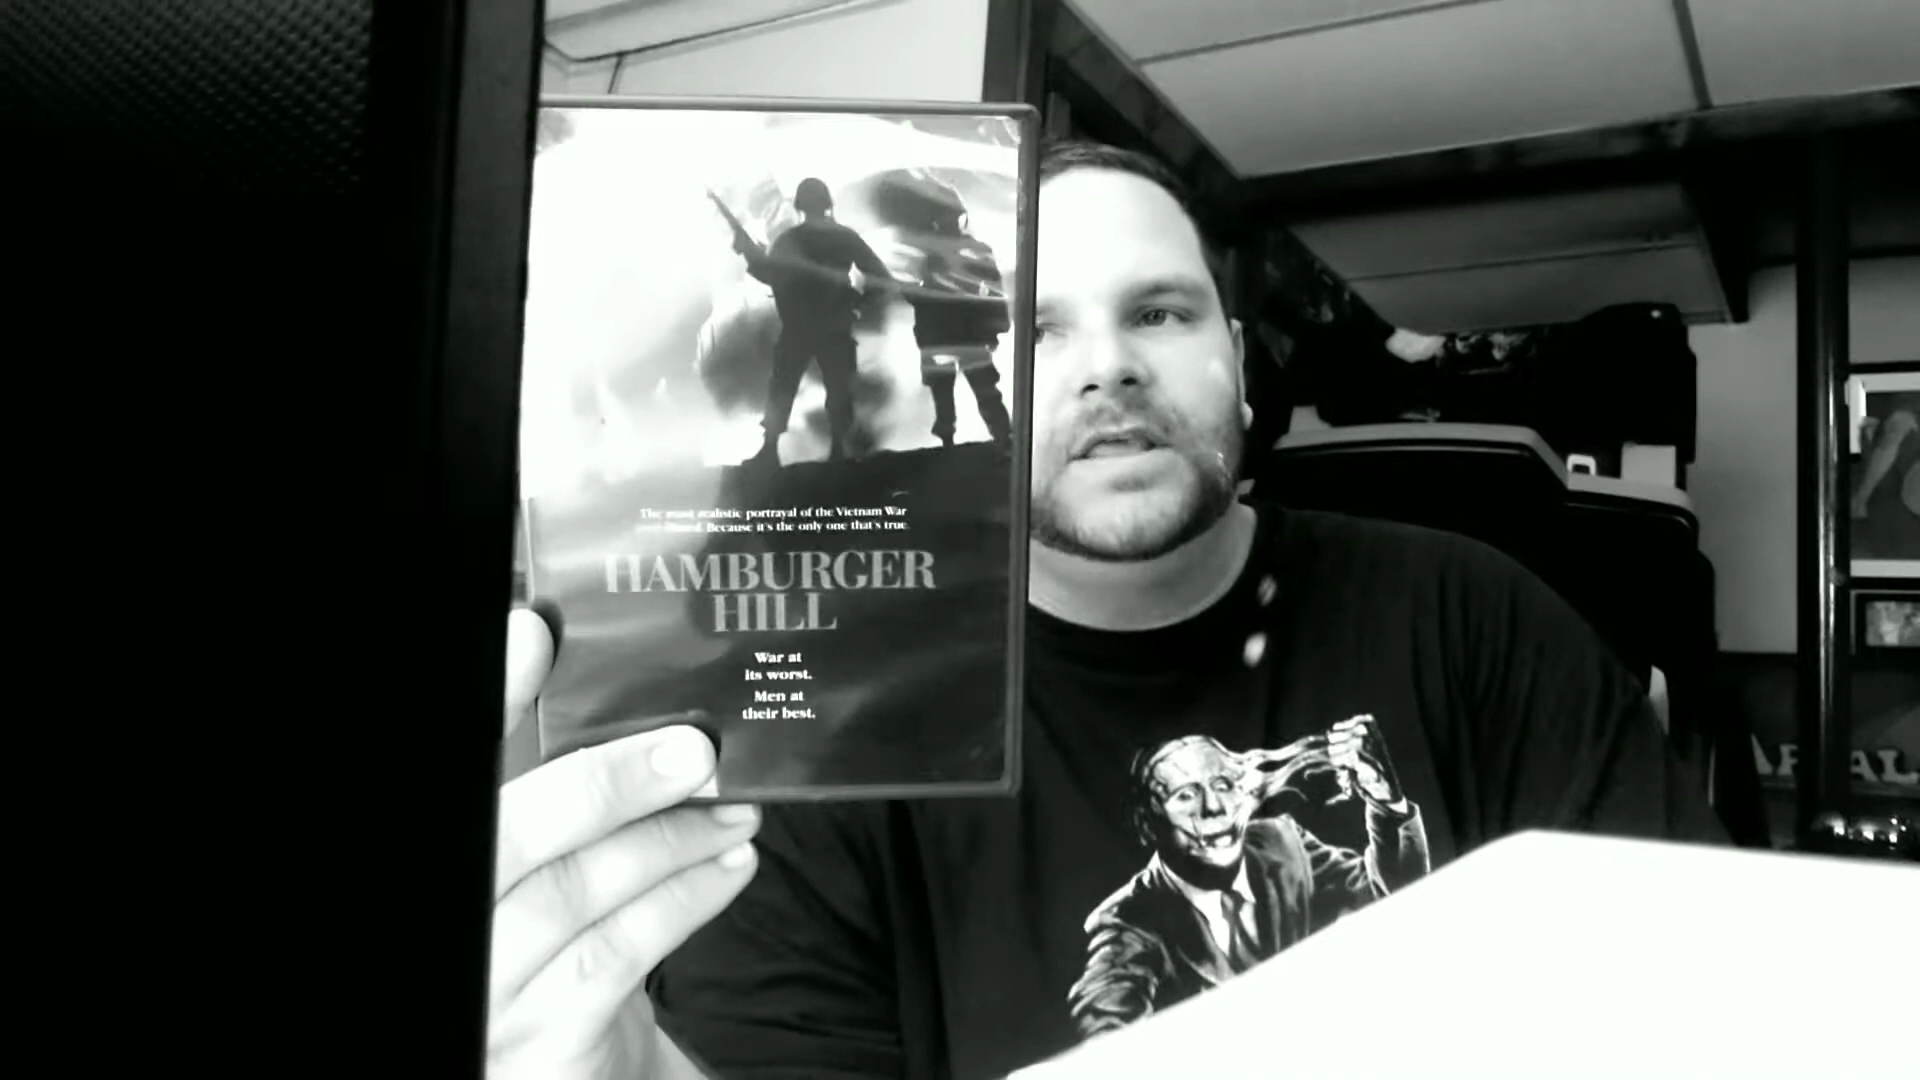 The most realistic portrayal of the Vietnam War
Because it's the only one that's true.
HAMBURGER
HILL
War at
its worst.
Men at
their best.